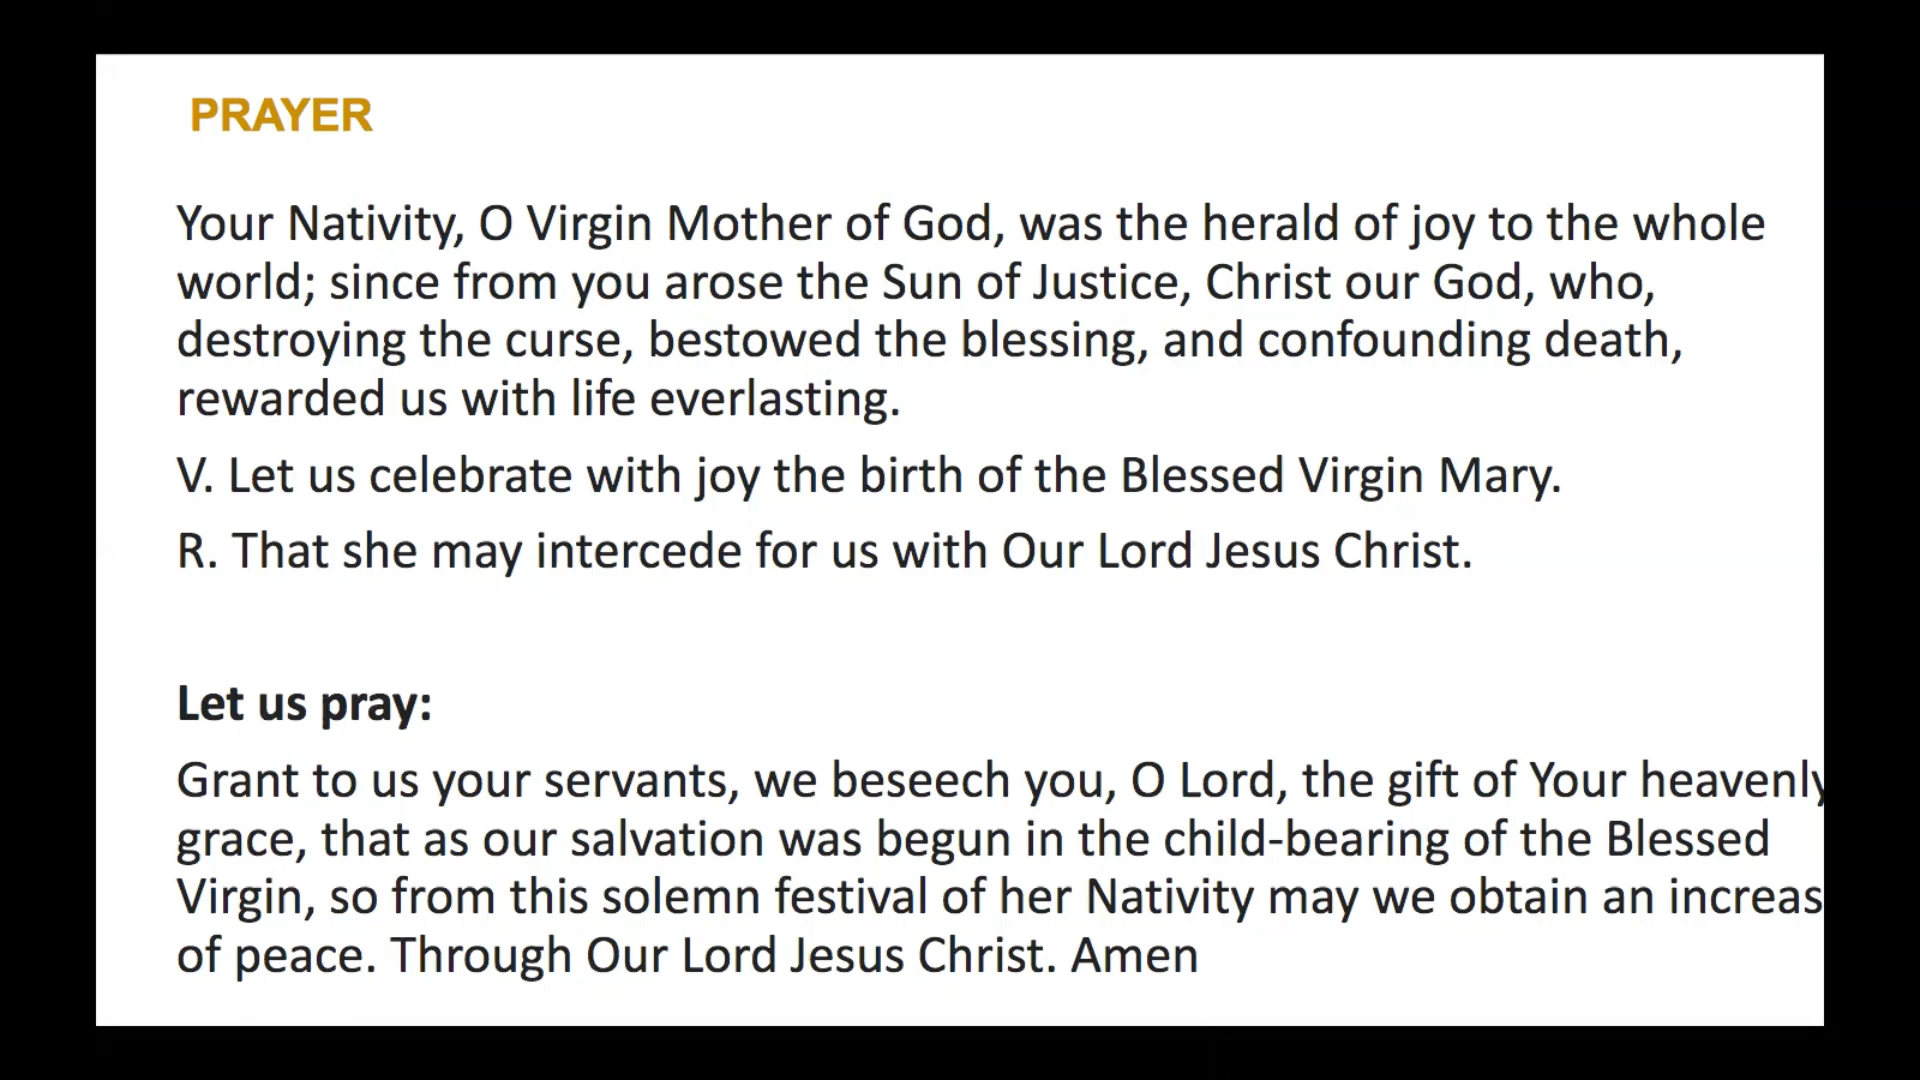 PRAYER
Your Nativity, O Virgin Mother of God, was the herald of joy to the whole
world; since from you arose the Sun of Justice, Christ our God, who,
destroying the curse, bestowed the blessing, and confounding death,
rewarded us with life everlasting.
V. Let us celebrate with joy the birth of the Blessed Virgin Mary.
R. That she may intercede for us with Our Lord Jesus Christ.
Let us pray:
Grant to us your servants, we beseech you, O Lord, the gift of Your heavenly
grace, that as our salvation was begun in the child-bearing of the Blessed
Virgin, so from this solemn festival of her Nativity may we obtain an increas
of peace. Through Our Lord Jesus Christ. Amen